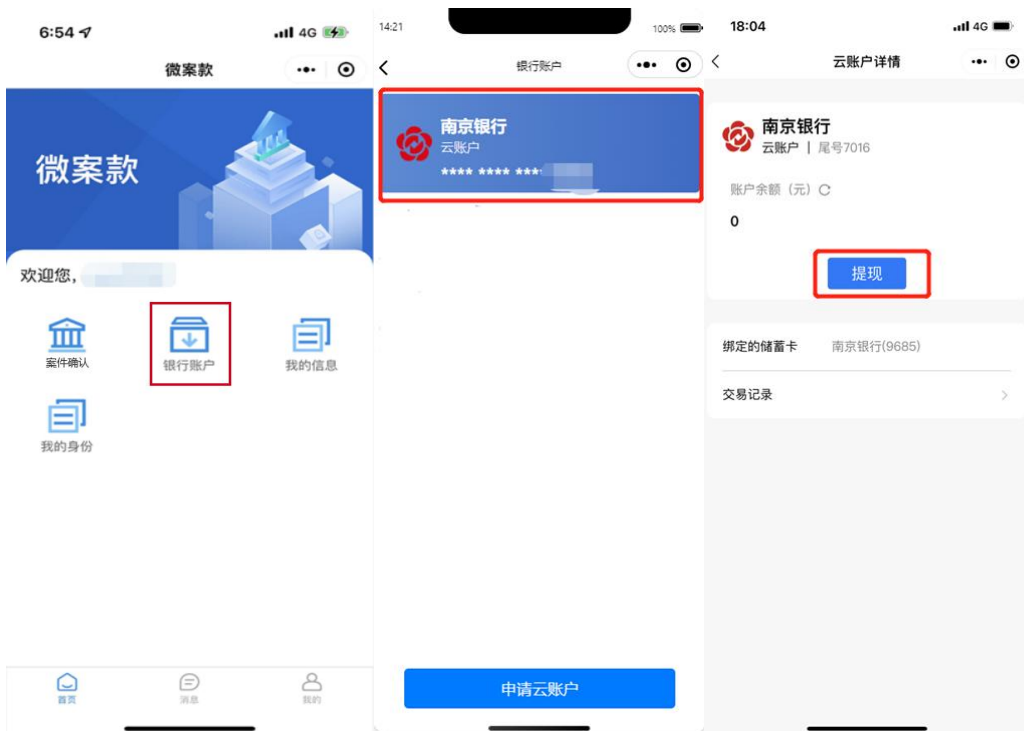 6:54
4G
微案款
微案款
欢迎您,
案件确认
银行账户
我的信息
我的身份
首页
消息
我的
14:21
100%
银行账户
南京银行
云账户
**** **** ***
申请云账户
18:04
4G
云账户详情
南京银行
云账户 | 尾号7016
账户余额（元）
0
提现
绑定的储蓄卡 南京银行(9685)
交易记录